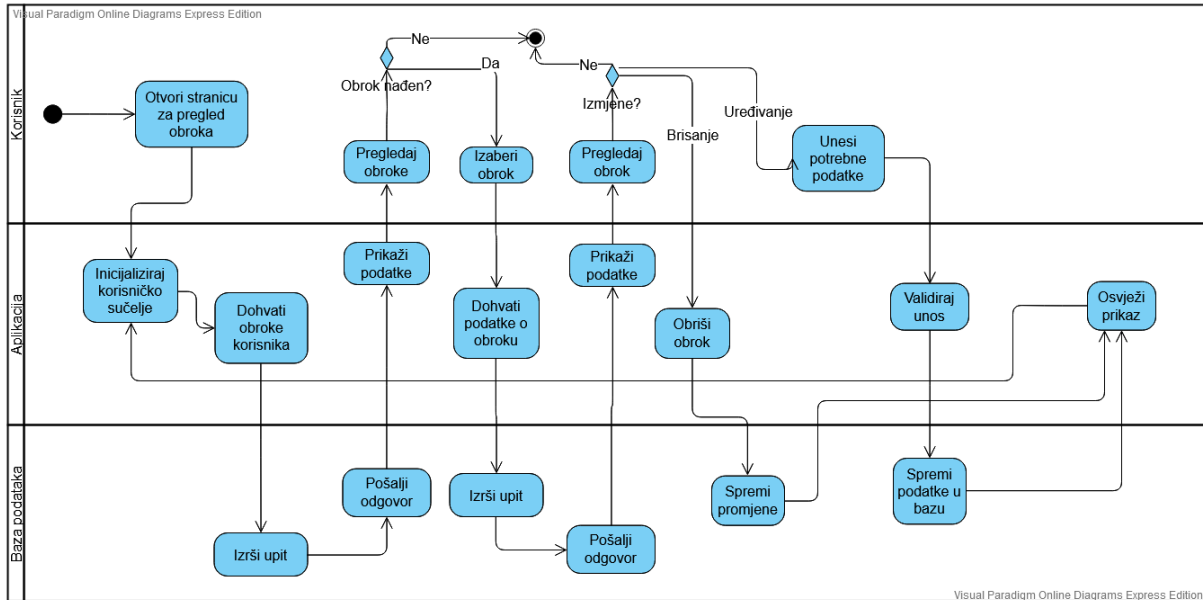 Visual Paradigm Online Diagrams Express Edition
Korisnik
Otvori stranicu
za pregled
obroka
Ne
Obrok nađen?
Da
Pregledaj
obroke
Izaberi
obrok
Ne
Izmjene?
Pregledaj
obrok
Brisanje
Uređivanje
Unesi
potrebne
podatke
Aplikacija
Inicijaliziraj
korisničko
sučelje
Dohvati
obroke
korisnika
Prikaži
podatke
Dohvati
podatke o
obroku
Prikaži
podatke
Obriši
obrok
Validiraj
unos
Osvježi
prikaz
Baza podataka
Izrši upit
Pošalji
odgovor
Izrši upit
Pošalji
odgovor
Spremi
promjene
Spremi
podatke u
bazu
Visual Paradigm Online Diagrams Express Edition